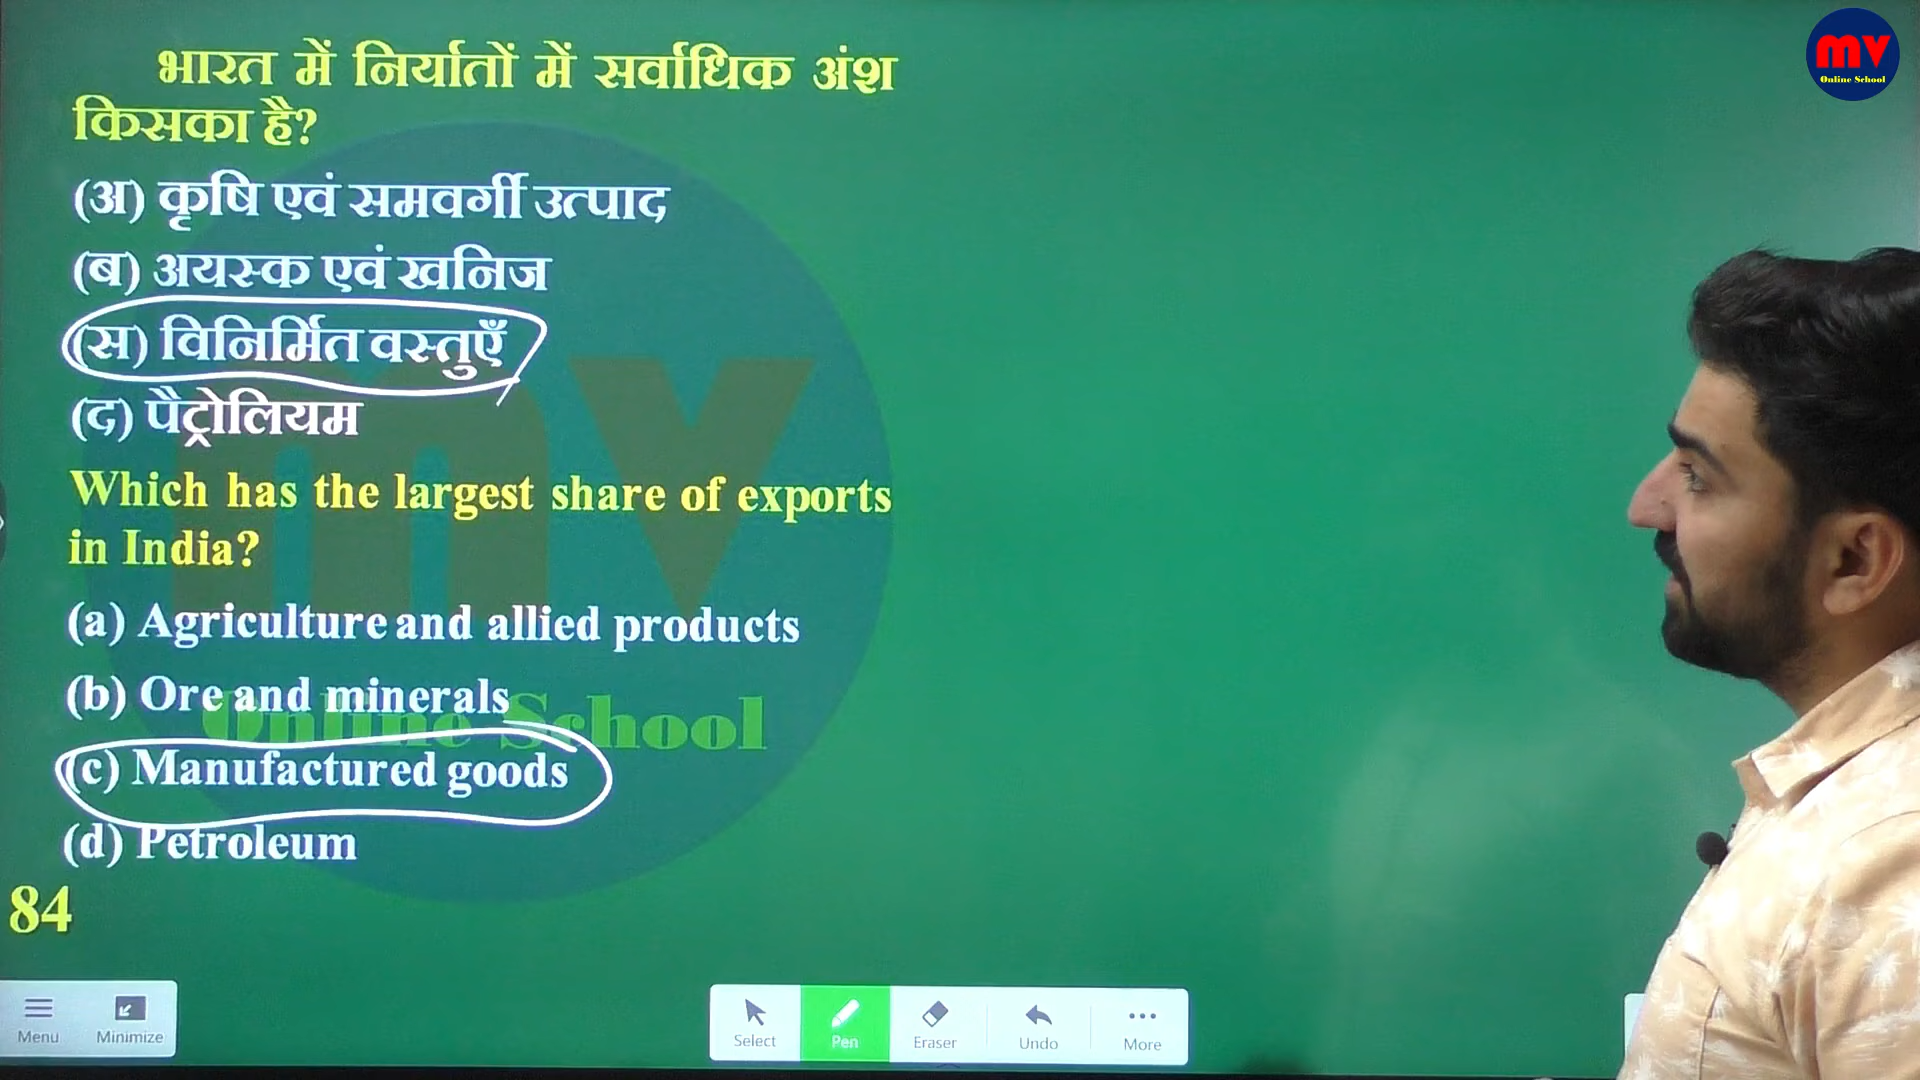 mv
Online School
भारत में निर्यातों में सर्वाधिक अंश
किसका है?
(अ) कृषि एवं समवर्गी उत्पाद
(ब) अयस्क एवं खनिज
(स) विनिर्मित वस्तुएँ
(द) पैट्रोलियम
Which has the largest share of exports
in India?
(a) Agriculture and allied products
(b) Ore and minerals
(c) Manufactured goods
(d) Petroleum
mv
Online School
84
Menu
Minimize
Select
Pen
Eraser
Undo
More